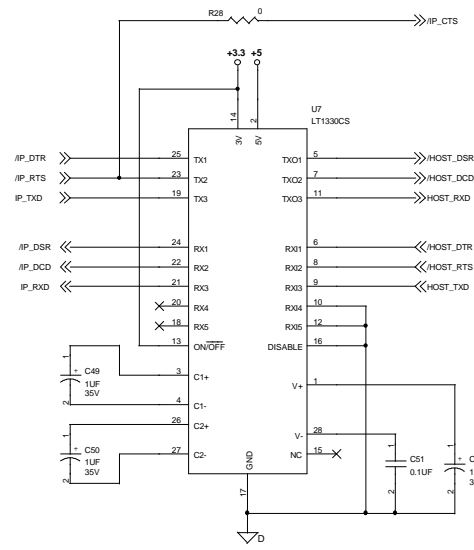 R28 0
/IP_CTS
+3.3 +5
U7
LT1330CS
14 2
3V 5V
/IP_DTR 25 TX1 TXO1 5 /HOST_DSR
/IP_RTS 23 TX2 TXO2 7 /HOST_DCD
IP_TXD 19 TX3 TXO3 11 HOST_RXD
/IP_DSR 24 RX1 RXI1 6 /HOST_DTR
/IP_DCD 22 RX2 RXI2 8 /HOST_RTS
IP_RXD 21 RX3 RXI3 9 HOST_TXD
20 RX4 RXI4 10
18 RX5 RXI5 12
13 ON/OFF DISABLE 16
1 + C49 1UF 35V 2
3 C1+ V+ 1
4 C1-
26 C2+
1 + C50 1UF 35V 2
27 C2- V- 28
NC 15
1 C51 0.1UF 2
1 + C 1 3 2
GND
17
D